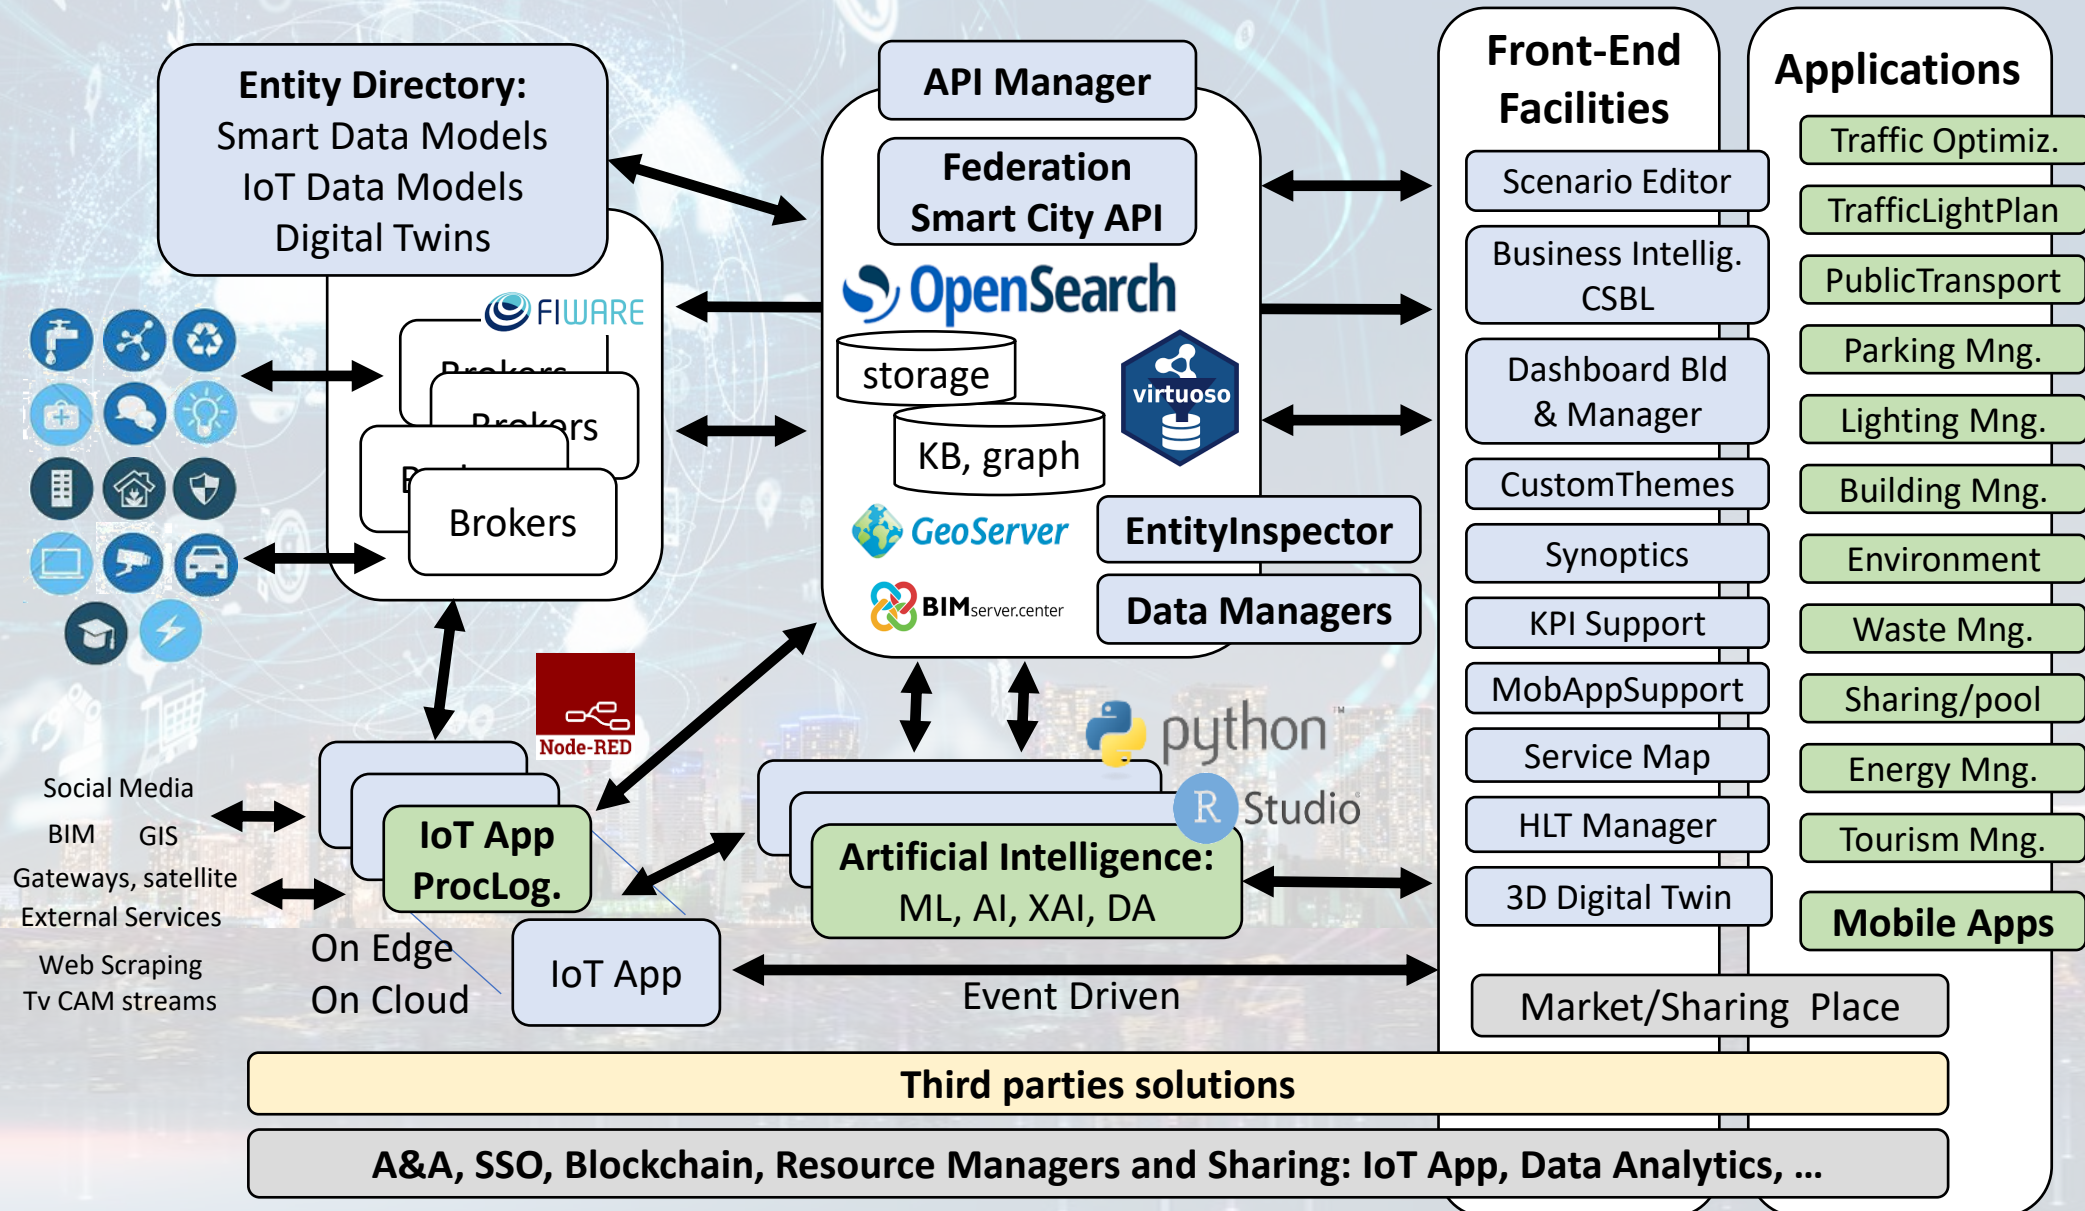 Entity Directory:
Smart Data Models
IoT Data Models
Digital Twins
FIWARE
Brokers
Brokers
Brokers
API Manager
Federation
Smart City API
OpenSearch
storage
virtuoso
KB, graph
GeoServer
EntityInspector
BIMserver.center
Data Managers
Node-RED
Social Media
BIM GIS
Gateways, satellite
External Services
Web Scraping
Tv CAM streams
IoT App
ProcLog.
On Edge
On Cloud
IoT App
python™
R Studio
Artificial Intelligence:
ML, AI, XAI, DA
Event Driven
Front-End
Facilities
Scenario Editor
Business Intellig.
CSBL
Dashboard Bld
& Manager
CustomThemes
Synoptics
KPI Support
MobAppSupport
Service Map
HLT Manager
3D Digital Twin
Applications
Traffic Optimiz.
TrafficLightPlan
PublicTransport
Parking Mng.
Lighting Mng.
Building Mng.
Environment
Waste Mng.
Sharing/pool
Energy Mng.
Tourism Mng.
Mobile Apps
Market/Sharing Place
Third parties solutions
A&A, SSO, Blockchain, Resource Managers and Sharing: IoT App, Data Analytics, ...